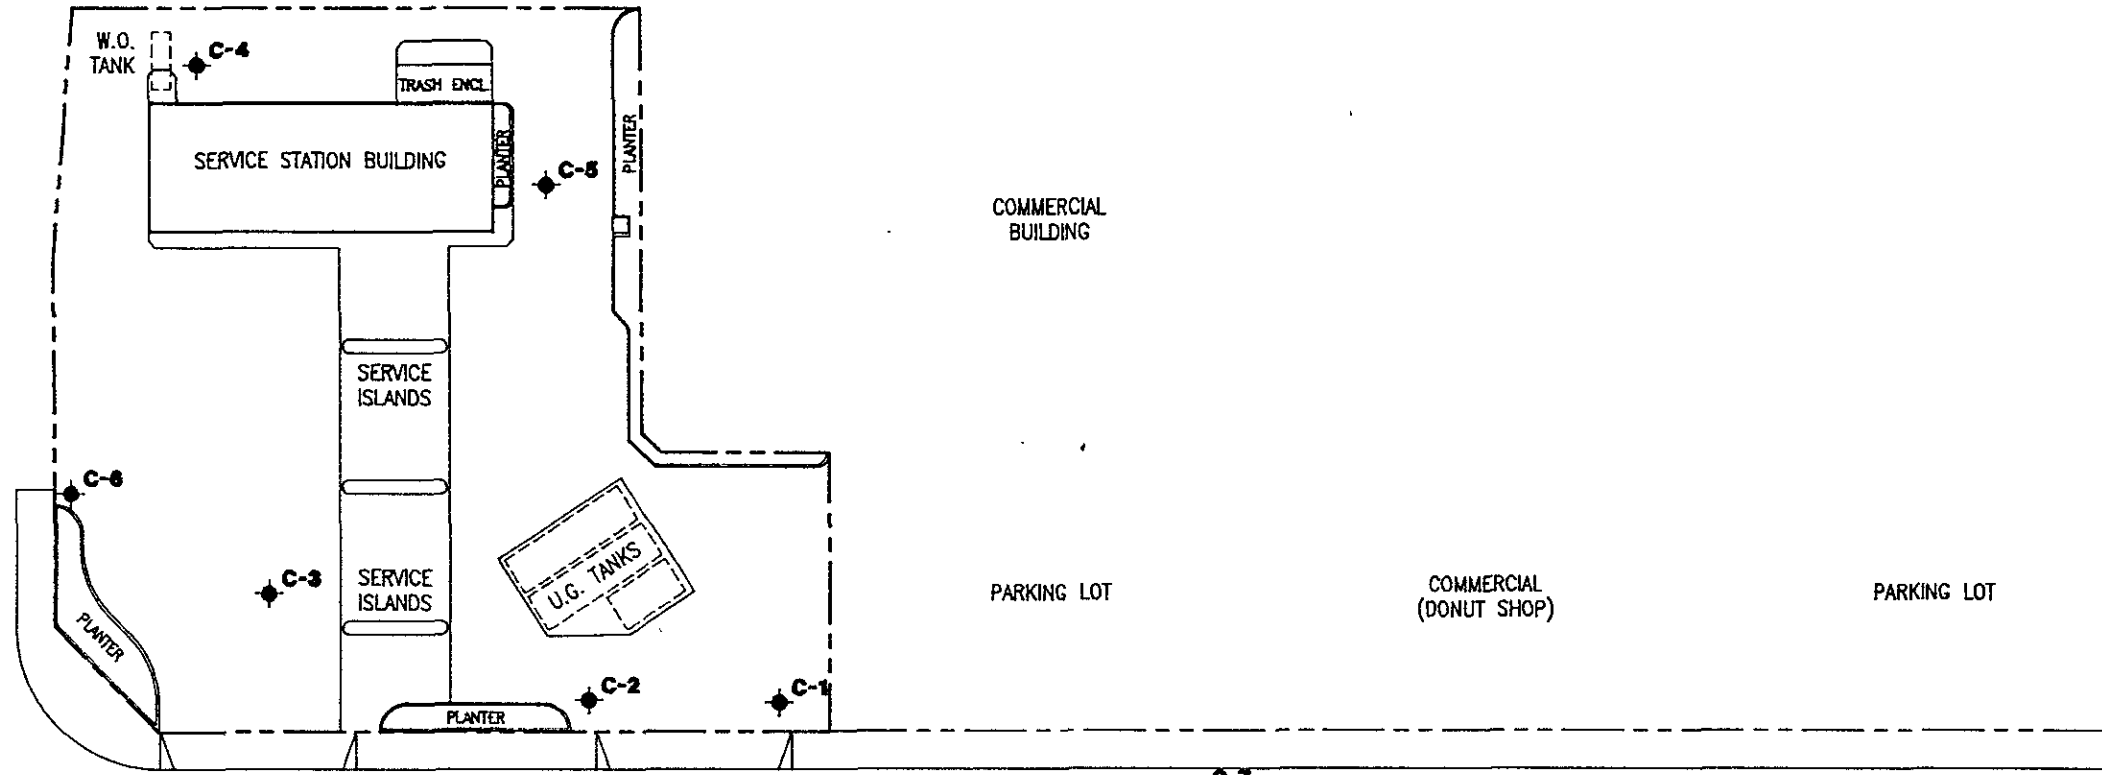 W.O.
TANK
C-4
TRASH ENCL.
PLANTER
SERVICE STATION BUILDING
PLANTER
C-5
COMMERCIAL
BUILDING
SERVICE
ISLANDS
C-6
C-3
SERVICE
ISLANDS
U.G. TANKS
PARKING LOT
COMMERCIAL
(DONUT SHOP)
PARKING LOT
PLANTER
C-2
C-1
PLANTER